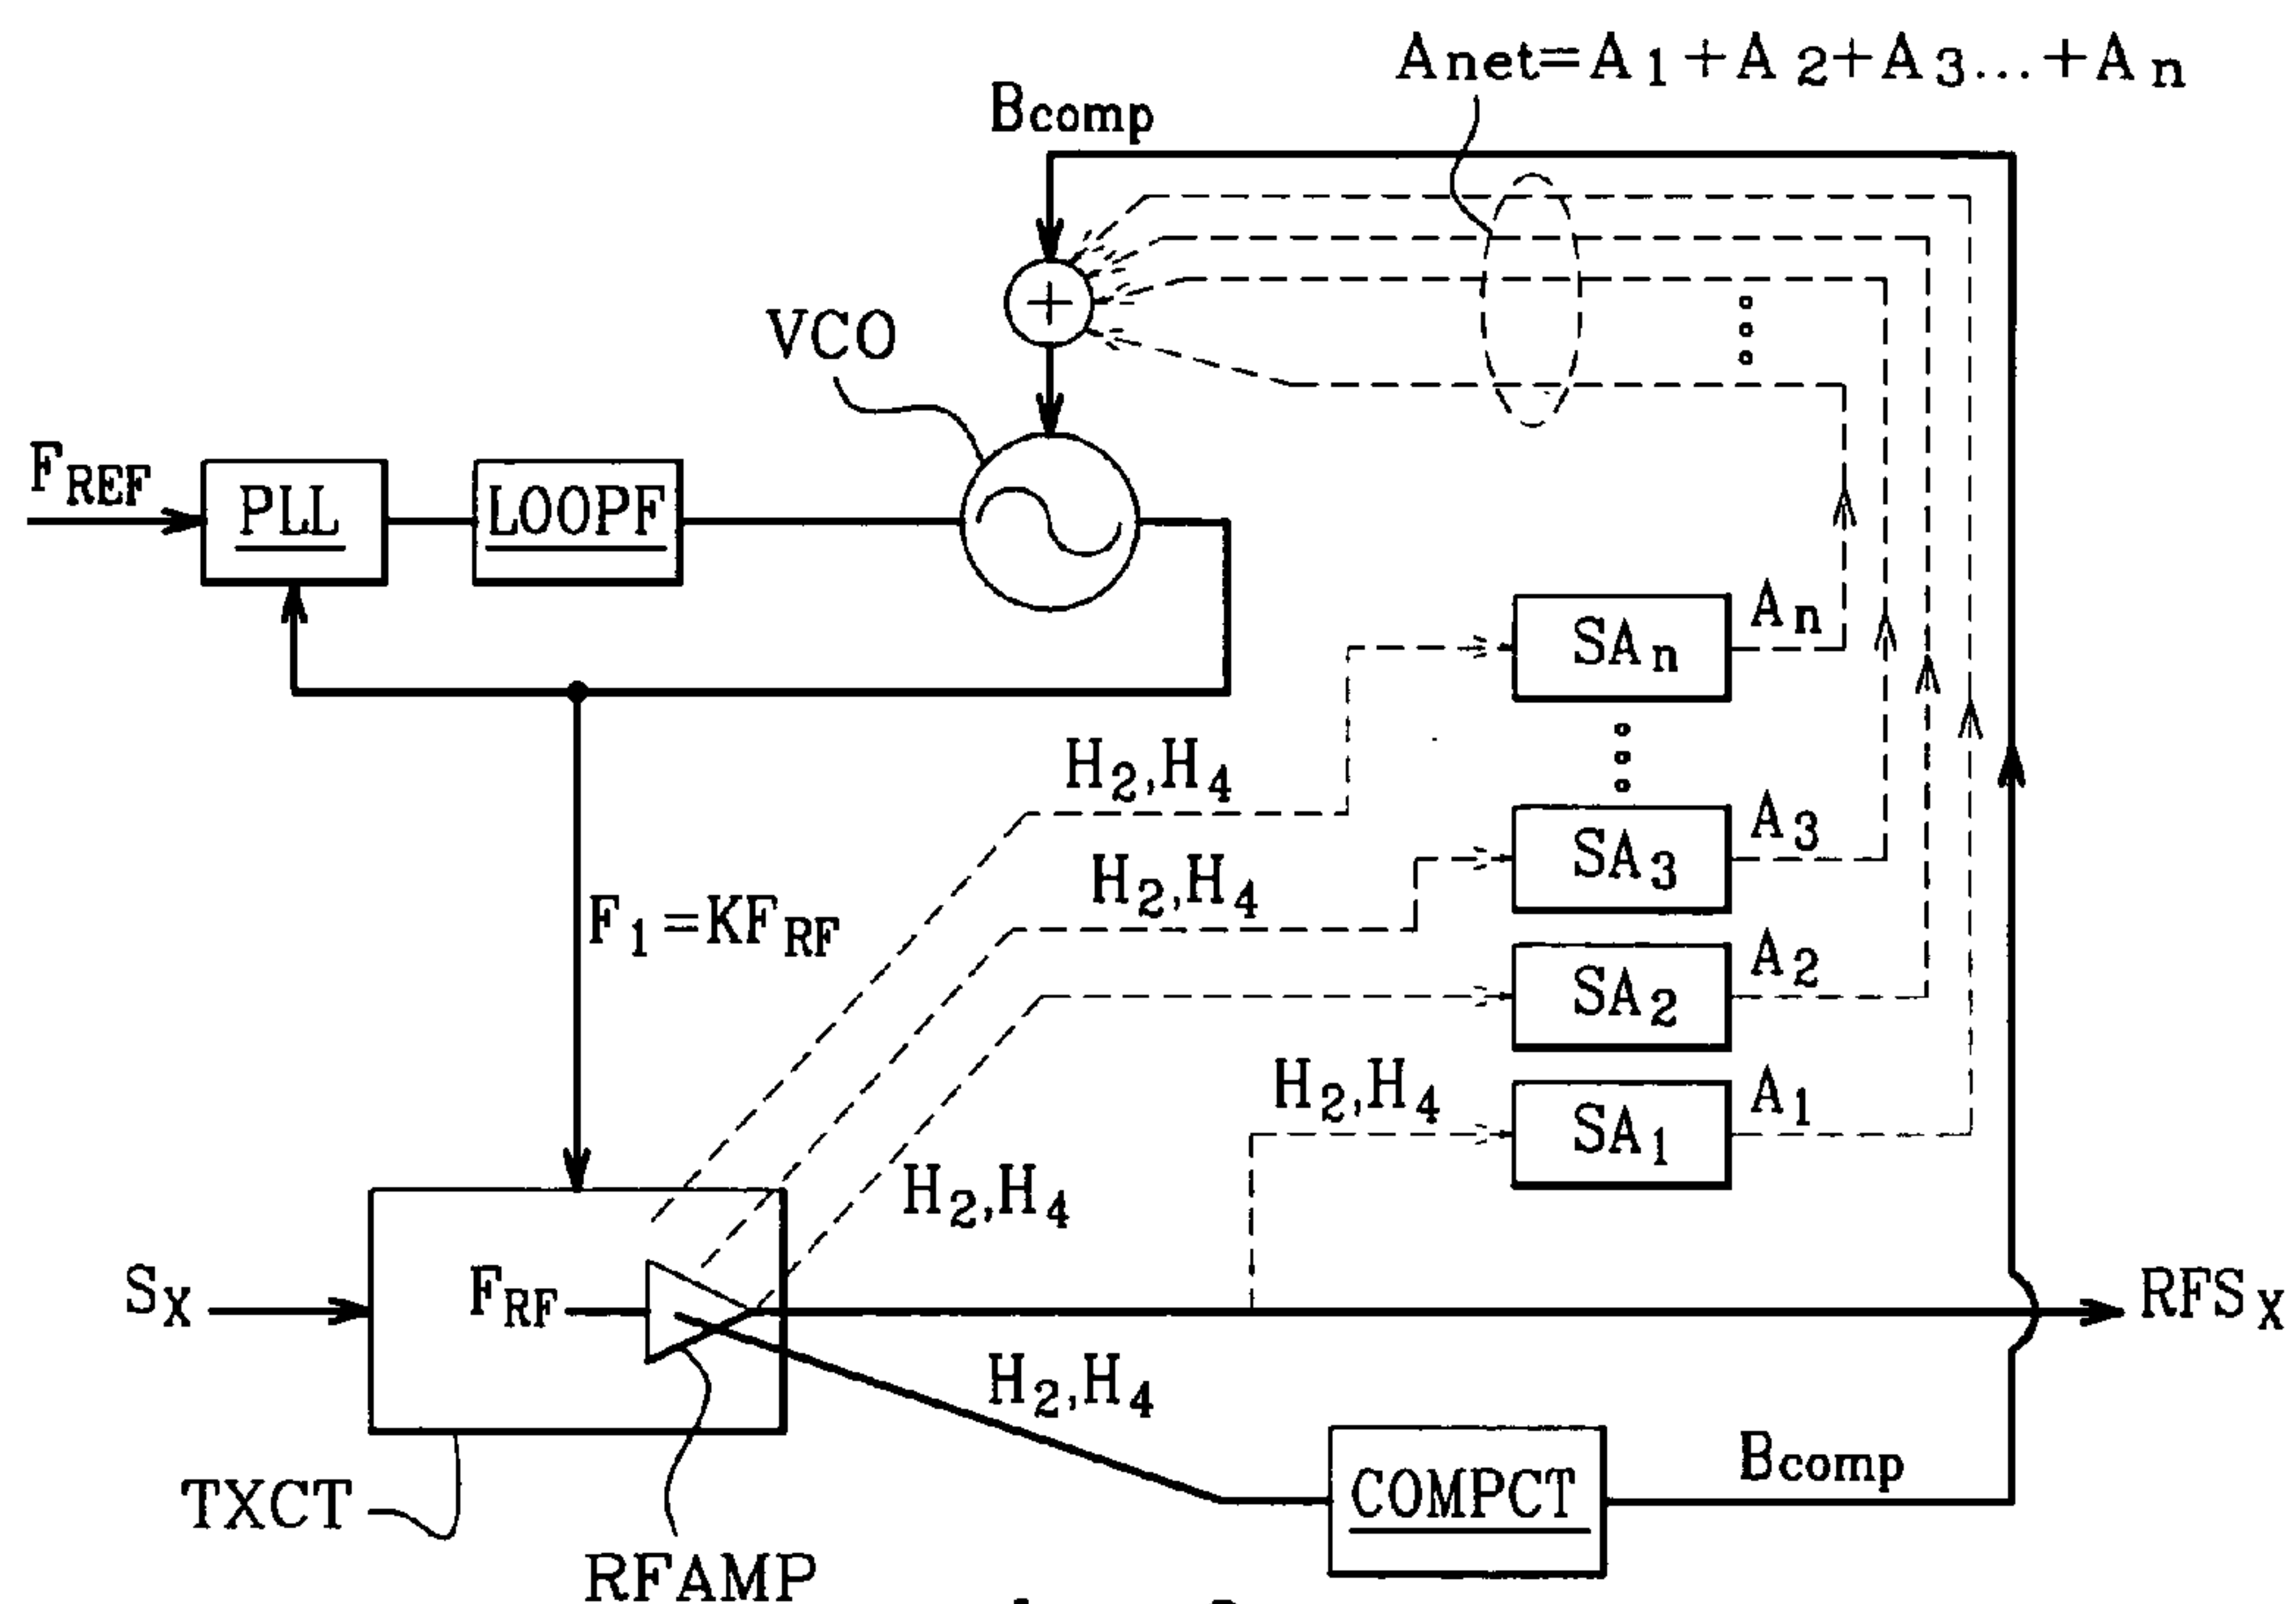 Anet=A1+A2+A3...+An
Bcomp
VCO
FREF
PLL
LOOPF
SAn
An
H2,H4
SA3
A3
H2,H4
F1=KFRF
SA2
A2
H2,H4
SA1
A1
H2,H4
SX
FRF
RFSX
H2,H4
COMPCT
Bcomp
TXCT
RFAMP